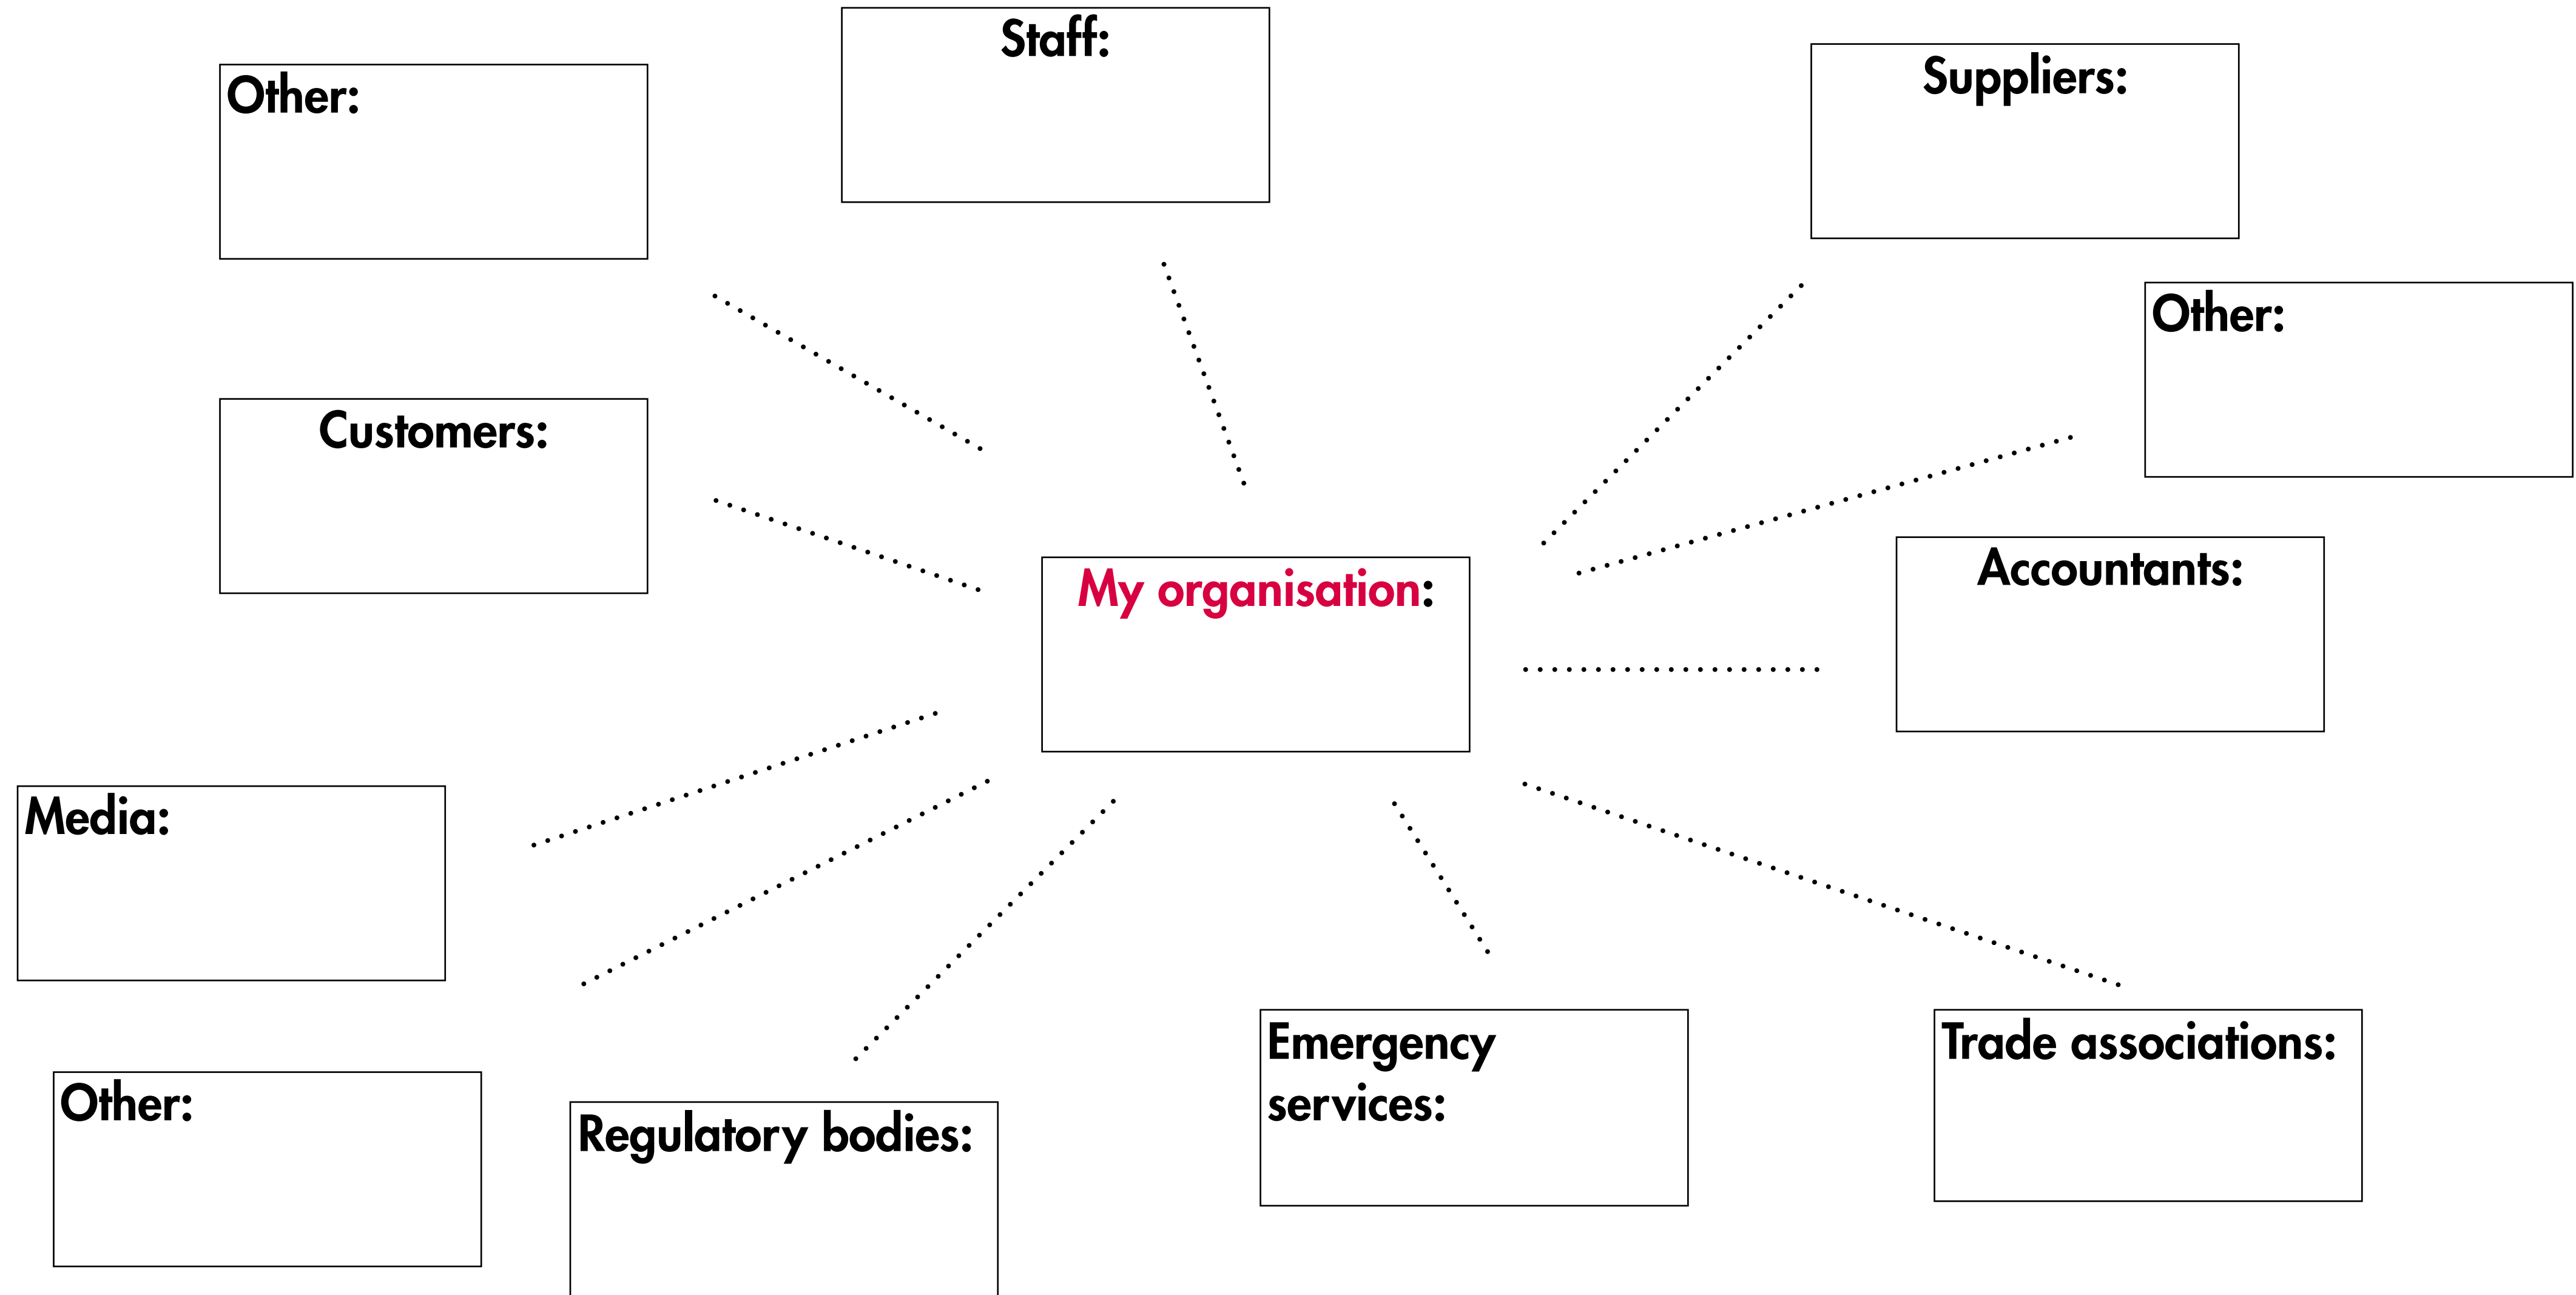 Staff:
Suppliers:
Other:
Other:
Customers:
Accountants:
My organisation:
Media:
Emergency
services:
Trade associations:
Other:
Regulatory bodies: